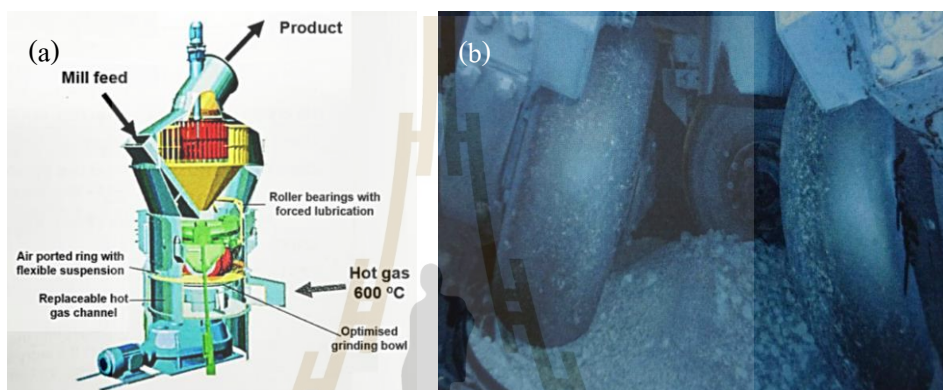 (a)
Product
Mill feed
Roller bearings with
forced lubrication
Air ported ring with
flexible suspension
Hot gas
600 °C
Replaceable hot
gas channel
Optimised
grinding bowl
(b)